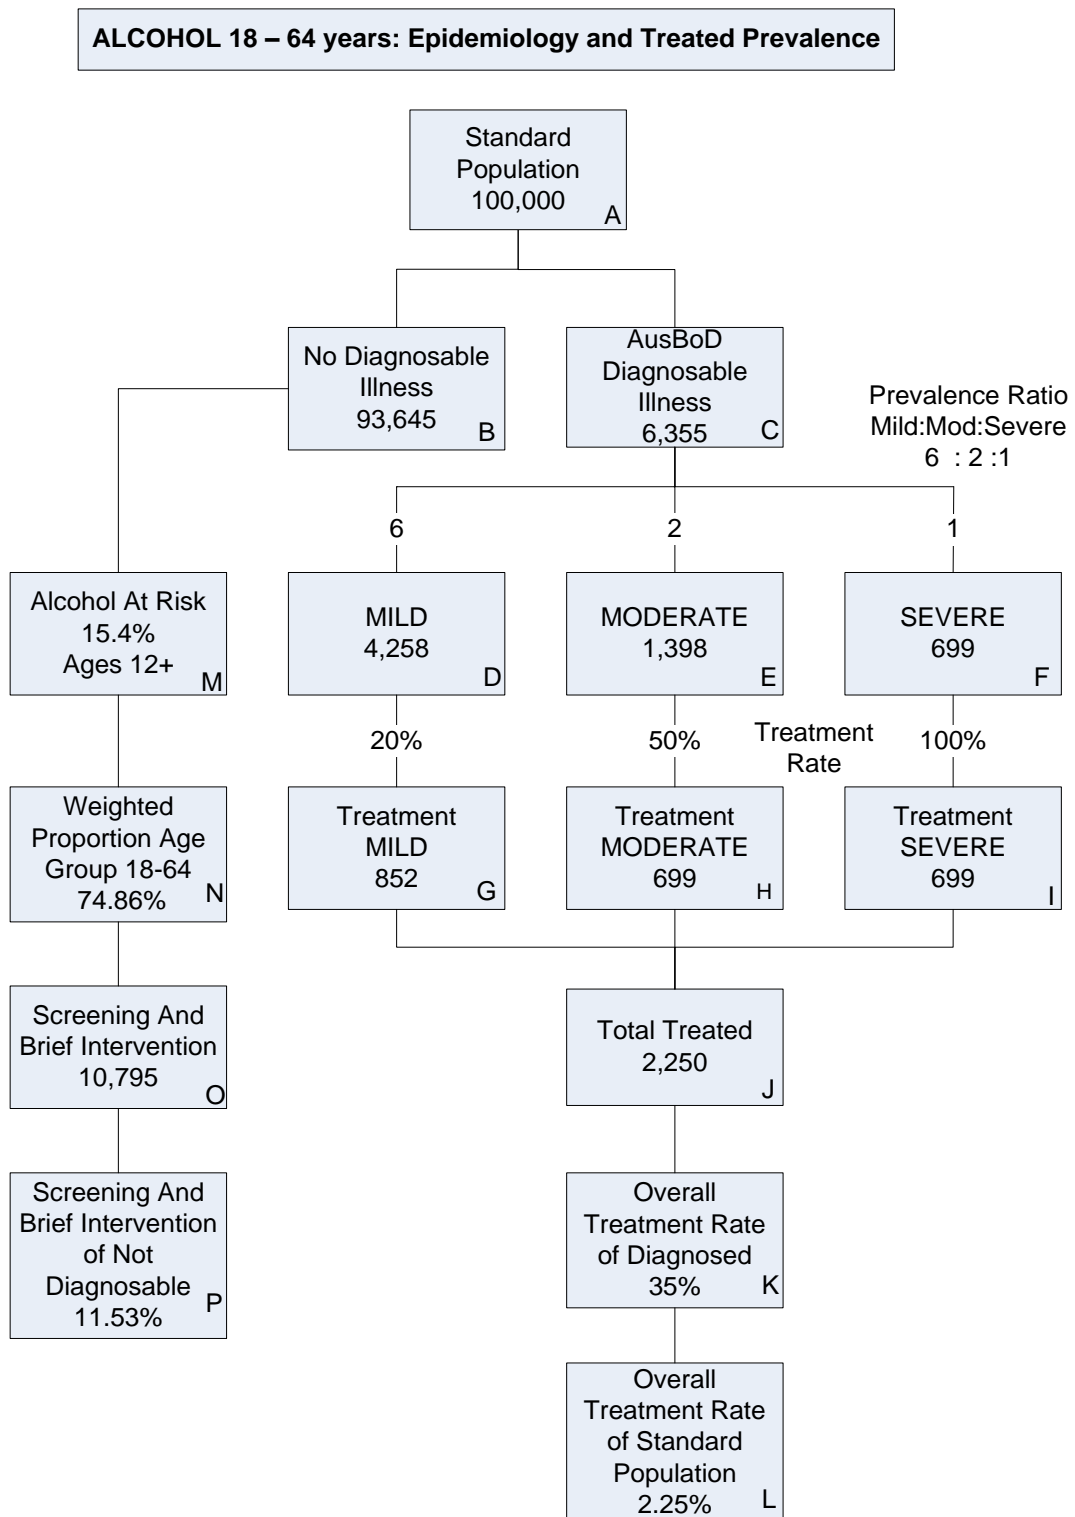 ALCOHOL 18 – 64 years: Epidemiology and Treated Prevalence
Standard
Population
100,000
A
No Diagnosable
Illness
93,645
B
AusBoD
Diagnosable
Illness
6,355
C
Prevalence Ratio
Mild:Mod:Severe
6 : 2 :1
6
2
1
Alcohol At Risk
15.4%
Ages 12+
M
MILD
4,258
D
MODERATE
1,398
E
SEVERE
699
F
20%
50%
Treatment
Rate
100%
Weighted
Proportion Age
Group 18-64
74.86%
N
Treatment
MILD
852
G
Treatment
MODERATE
699
H
Treatment
SEVERE
699
I
Screening And
Brief Intervention
10,795
O
Total Treated
2,250
J
Screening And
Brief Intervention
of Not
Diagnosable
11.53%
P
Overall
Treatment Rate
of Diagnosed
35%
K
Overall
Treatment Rate
of Standard
Population
2.25%
L